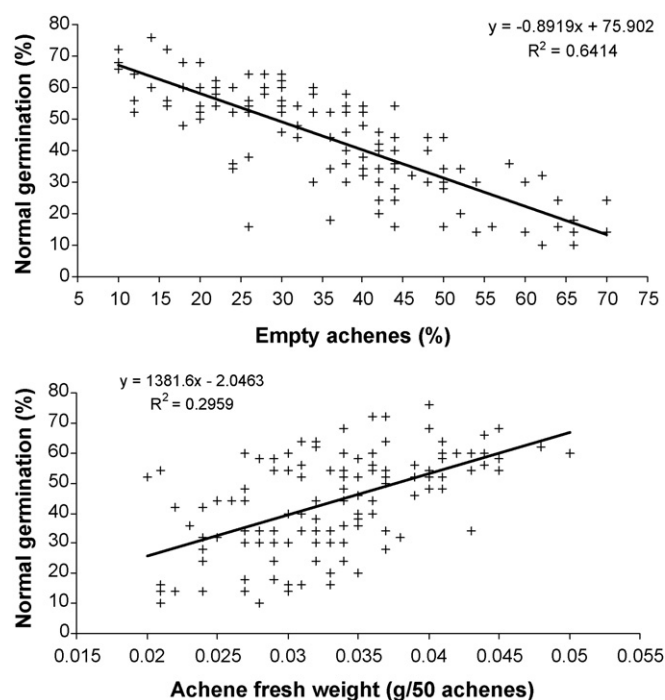 80
70
60
50
40
30
20
10
0
Normal germination (%)
y = -0.8919x + 75.902
R² = 0.6414
5 10 15 20 25 30 35 40 45 50 55 60 65 70 75
Empty achenes (%)
80
70
60
50
40
30
20
10
0
Normal germination (%)
y = 1381.6x - 2.0463
R² = 0.2959
0.015 0.02 0.025 0.03 0.035 0.04 0.045 0.05 0.055
Achene fresh weight (g/50 achenes)